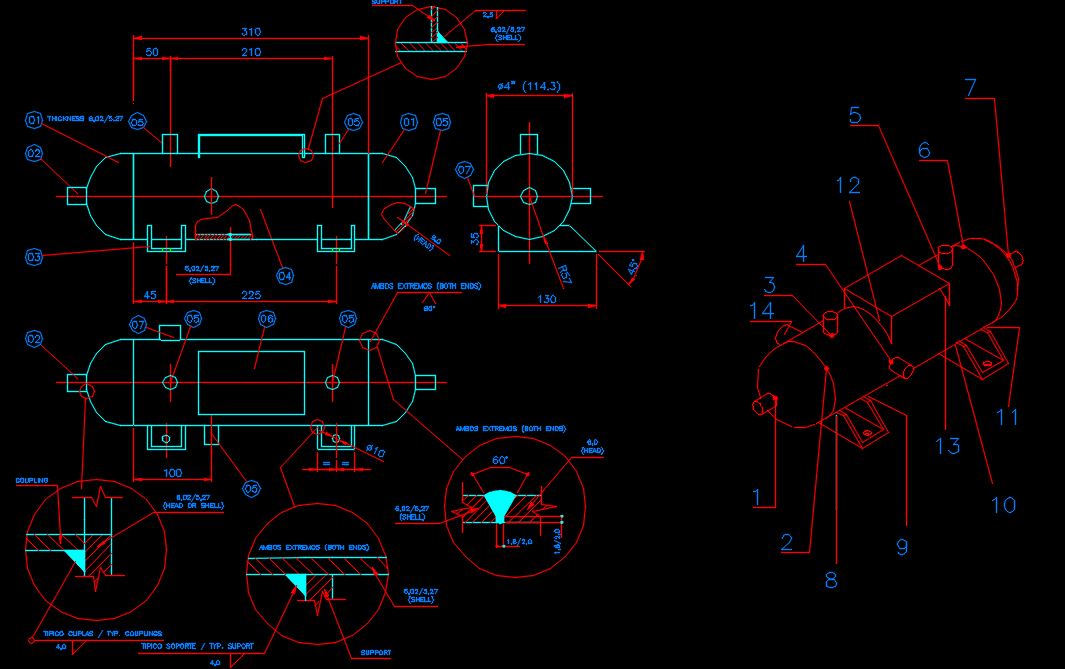 SUPPORT
2,5
6,02/5,27
(SHELL)
310
50
210
Ø4" (114.3)
01
THICKNESS 6,02/5.27
05
05
01
05
02
07
03
04
5,02/5,27
(SHELL)
6,0
(HEAD)
35
R57
45°
130
45
225
AMBOS EXTREMOS (BOTH ENDS)
60°
02
07
05
06
05
100
05
Ø10
=
=
COUPLING
6,02/5,27
(HEAD OR SHELL)
TIPICO CUPLAS / TYP. COUPLINGS
4,0
AMBOS EXTREMOS (BOTH ENDS)
6,02/5,27
(SHELL)
SUPPORT
TIPICO SOPORTE / TYP. SUPORT
4,0
AMBOS EXTREMOS (BOTH ENDS)
6,0
(HEAD)
60°
6,02/5,27
(SHELL)
1,6/2,0
1,6/2,0
7
5
6
12
4
3
14
11
13
10
1
2
9
8